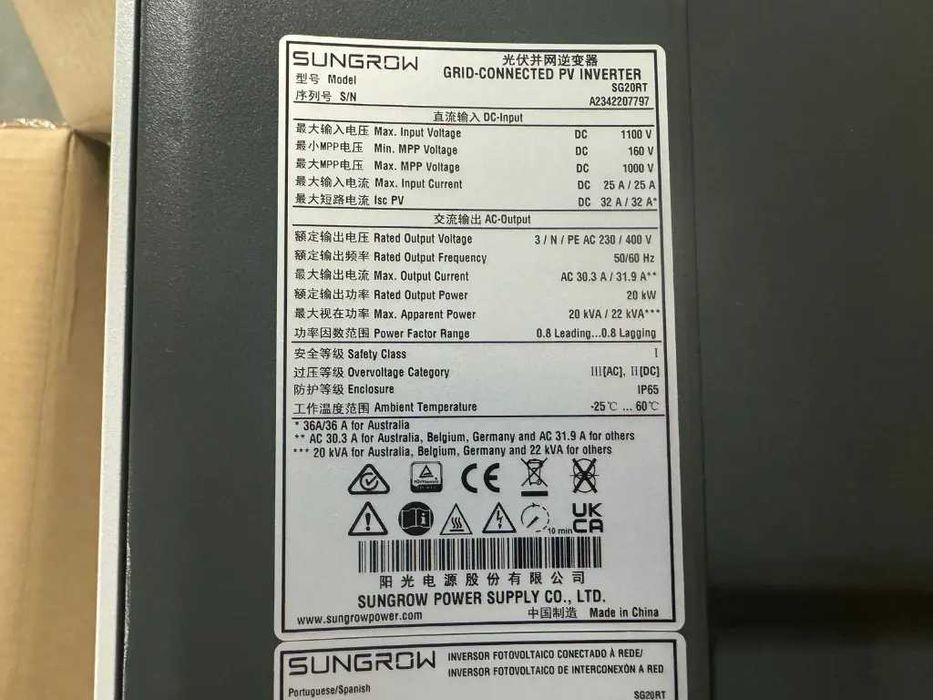 SUNGROW 光伏并网逆变器
GRID-CONNECTED PV INVERTER
型号 Model SG20RT
序列号 S/N A2342207797
直流输入 DC-Input
最大输入电压 Max. Input Voltage DC 1100 V
最小MPP电压 Min. MPP Voltage DC 160 V
最大MPP电压 Max. MPP Voltage DC 1000 V
最大输入电流 Max. Input Current DC 25 A / 25 A
最大短路电流 Isc PV DC 32 A / 32 A*
交流输出 AC-Output
额定输出电压 Rated Output Voltage 3 / N / PE AC 230 / 400 V
额定输出频率 Rated Output Frequency 50/60 Hz
最大输出电流 Max. Output Current AC 30.3 A / 31.9 A**
额定输出功率 Rated Output Power 20 kW
最大视在功率 Max. Apparent Power 20 kVA / 22 kVA***
功率因数范围 Power Factor Range 0.8 Leading...0.8 Lagging
安全等级 Safety Class I
过压等级 Overvoltage Category III[AC], II[DC]
防护等级 Enclosure IP65
工作温度范围 Ambient Temperature -25℃ ... 60℃
* 36A/36 A for Australia
** AC 30.3 A for Australia, Belgium, Germany and AC 31.9 A for others
*** 20 kVA for Australia, Belgium, Germany and 22 kVA for others
CE
10 min UK CA
阳光电源股份有限公司
SUNGROW POWER SUPPLY CO., LTD.
www.sungrowpower.com 中国制造 Made in China
SUNGROW INVERSOR FOTOVOLTAICO CONECTADO À REDE/
INVERSOR FOTOVOLTAICO DE INTERCONEXÓN A RED
Portuguese/Spanish SG20RT